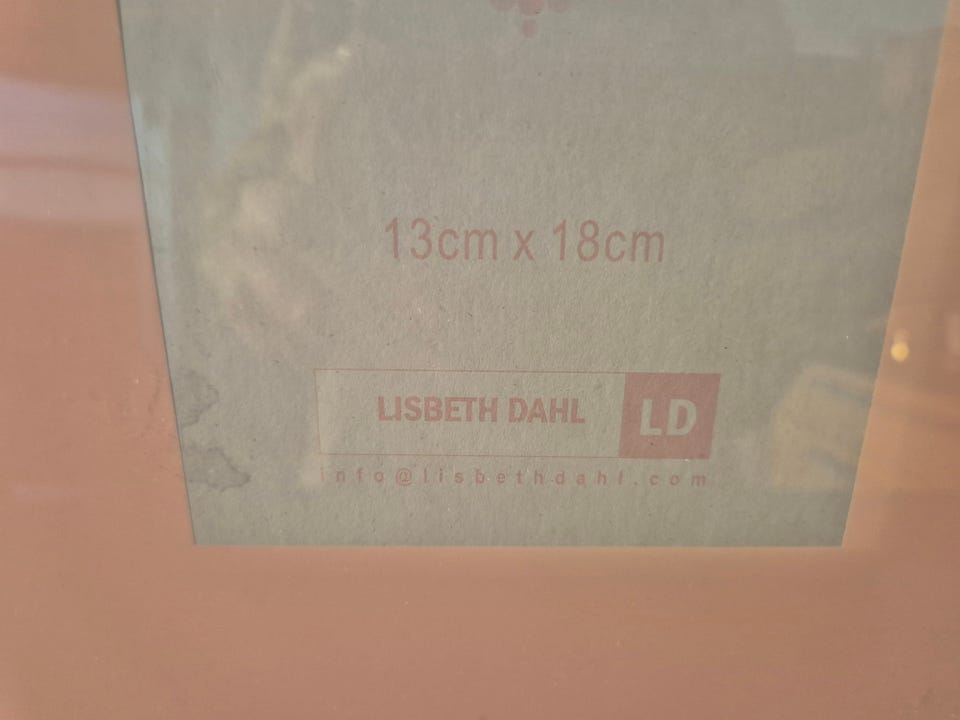 13cm x 18cm
LISBETH DAHL LD
info@lisbethdahl.com